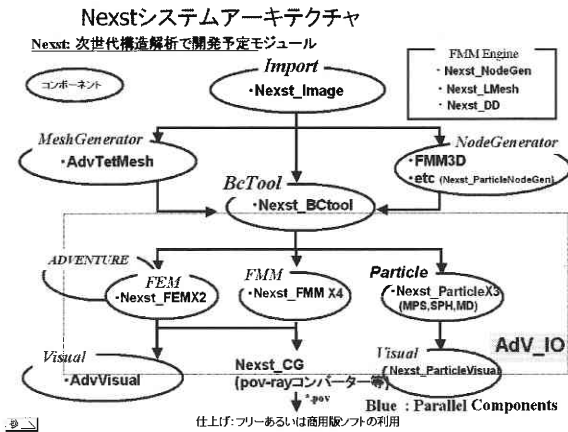 Nexstシステムアーキテクチャ
Nexst: 次世代構造解析で開発予定モジュール
コンポーネント
Import
・Nexst_Image
FMM Engine
・Nexst_NodeGen
・Nexst_LMesh
・Nexst_DD
MeshGenerator
・AdvTetMesh
NodeGenerator
・FMM3D
・etc (Nexst_ParticleNodeGen)
BcTool
・Nexst_BCtool
ADVENTURE
FEM
・Nexst_FEMX2
FMM
・Nexst_FMM X4
Particle
・Nexst_ParticleX3
(MPS,SPH,MD)
AdV_IO
Visual
・AdvVisual
Nexst_CG
(pov-rayコンバーター等)
*.pov
Visual
(Nexst_ParticleVisual)
Blue : Parallel Components
仕上げ:フリーあるいは商用版ソフトの利用